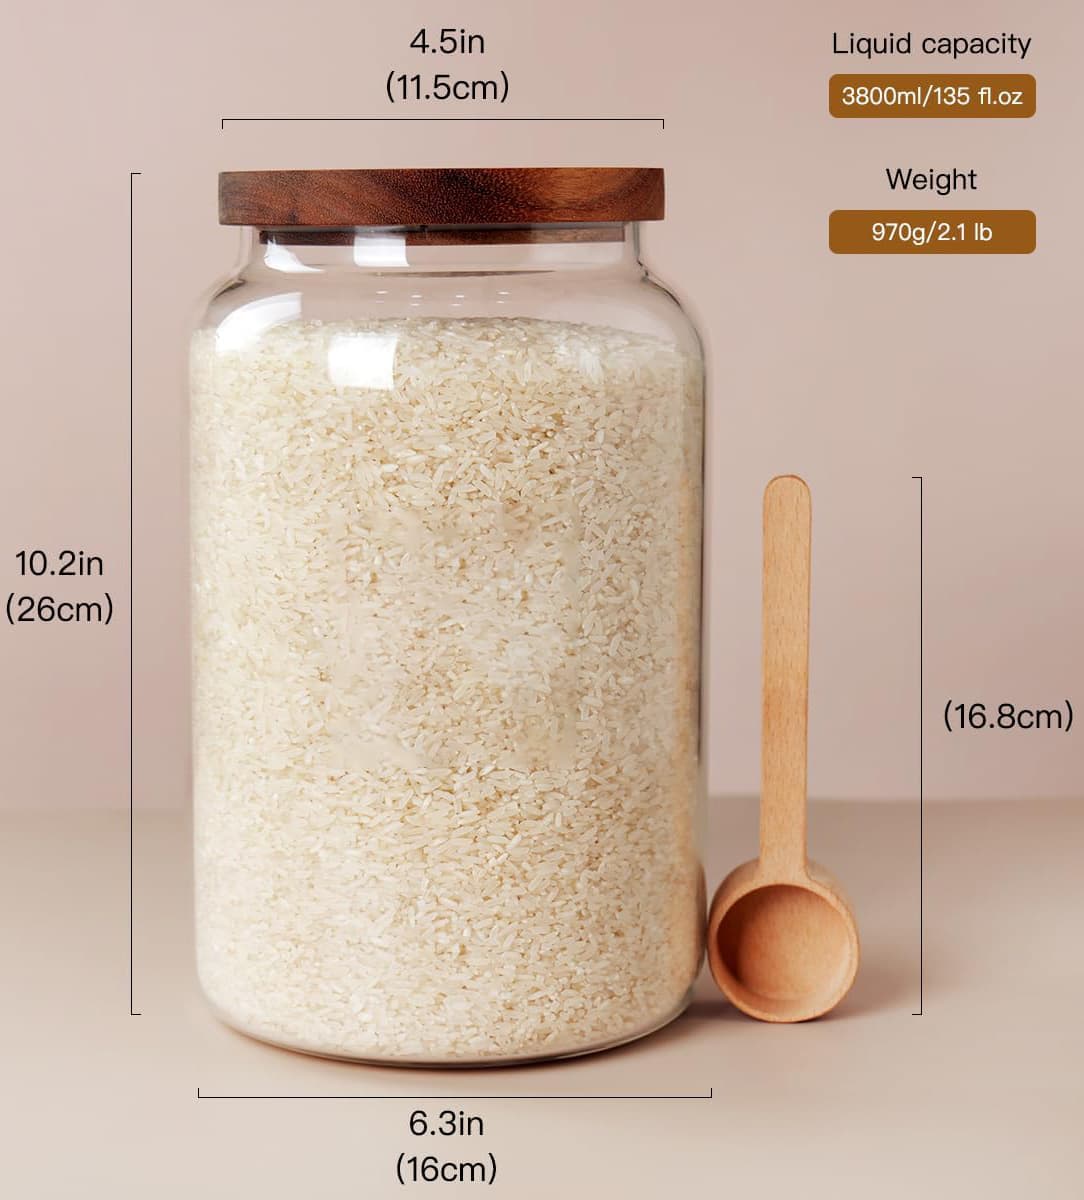 4.5in
(11.5cm)
Liquid capacity
3800ml/135 fl.oz
Weight
970g/2.1 lb
10.2in
(26cm)
(16.8cm)
6.3in
(16cm)